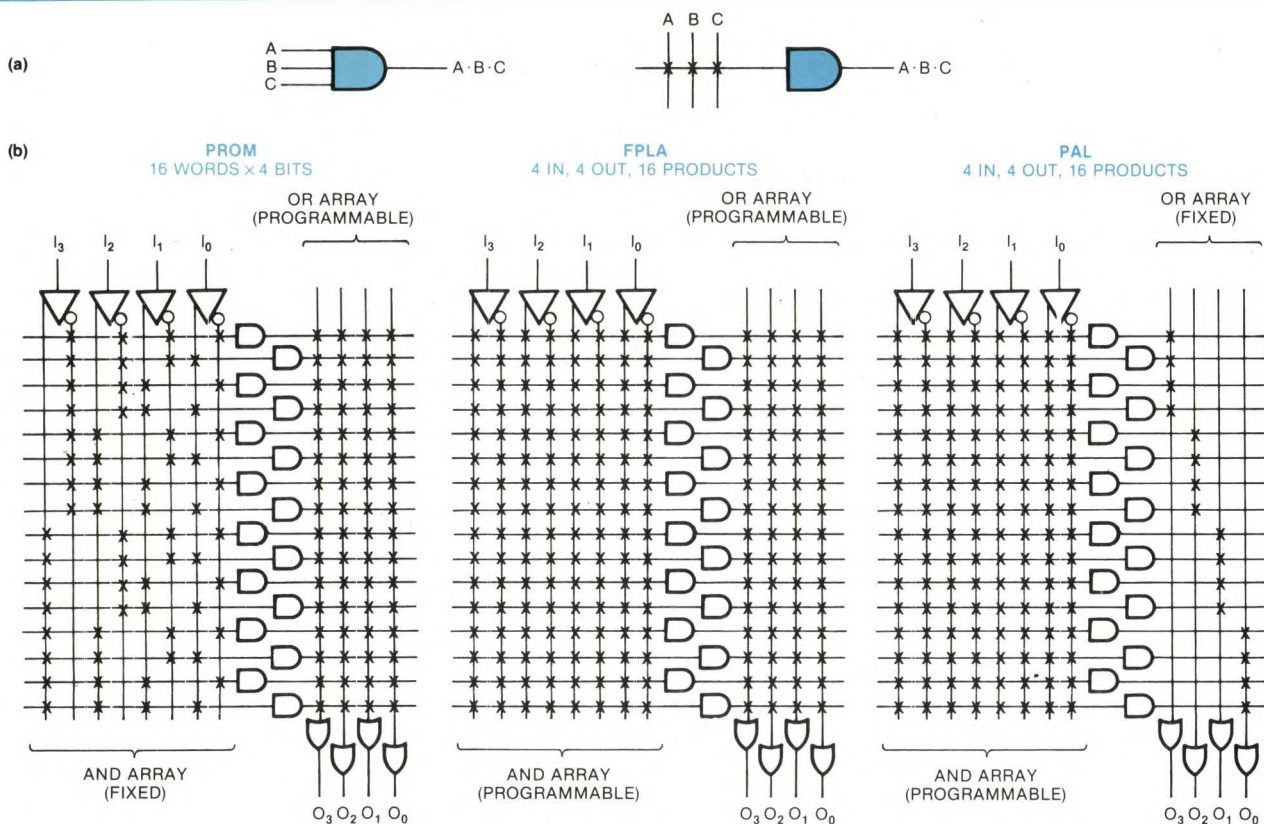 (a)
A
B
C
A·B·C
A B C
A·B·C
(b)
PROM
16 WORDS × 4 BITS
OR ARRAY
(PROGRAMMABLE)
I₃ I₂ I₁ I₀
AND ARRAY
(FIXED)
O₃ O₂ O₁ O₀
FPLA
4 IN, 4 OUT, 16 PRODUCTS
OR ARRAY
(PROGRAMMABLE)
I₃ I₂ I₁ I₀
AND ARRAY
(PROGRAMMABLE)
O₃ O₂ O₁ O₀
PAL
4 IN, 4 OUT, 16 PRODUCTS
OR ARRAY
(FIXED)
I₃ I₂ I₁ I₀
AND ARRAY
(PROGRAMMABLE)
O₃ O₂ O₁ O₀